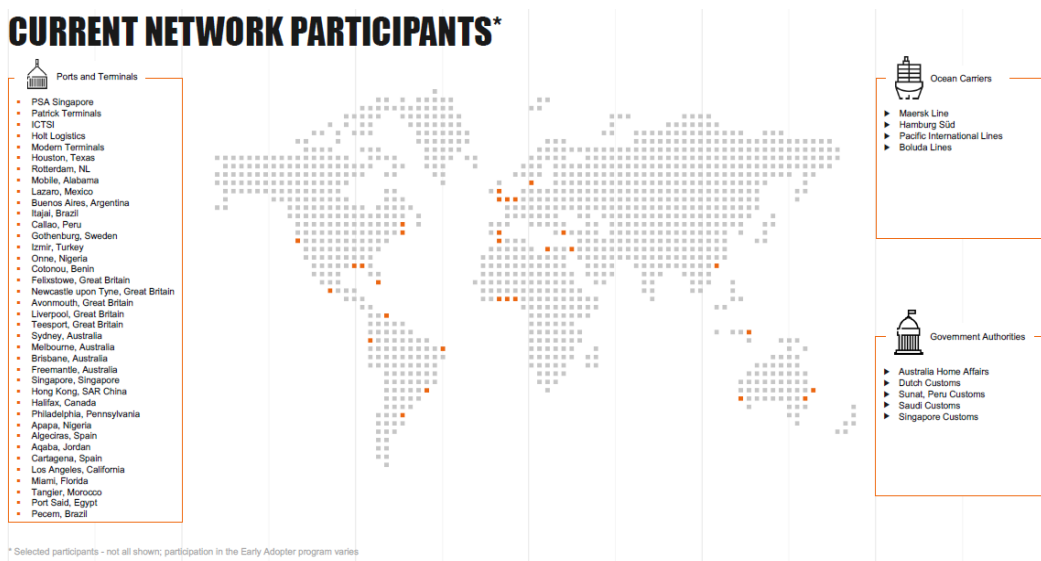 CURRENT NETWORK PARTICIPANTS*
Ports and Terminals
PSA Singapore
Patrick Terminals
ICTSI
Holt Logistics
Modern Terminals
Houston, Texas
Rotterdam, NL
Mobile, Alabama
Lazaro, Mexico
Buenos Aires, Argentina
Itajai, Brazil
Callao, Peru
Gothenburg, Sweden
Izmir, Turkey
Onne, Nigeria
Cotonou, Benin
Felixstowe, Great Britain
Newcastle upon Tyne, Great Britain
Avonmouth, Great Britain
Liverpool, Great Britain
Teesport, Great Britain
Sydney, Australia
Melbourne, Australia
Brisbane, Australia
Freemantle, Australia
Singapore, Singapore
Hong Kong, SAR China
Halifax, Canada
Philadelphia, Pennsylvania
Apapa, Nigeria
Algeciras, Spain
Aqaba, Jordan
Cartagena, Spain
Los Angeles, California
Miami, Florida
Tangier, Morocco
Port Said, Egypt
Pecem, Brazil
Ocean Carriers
Maersk Line
Hamburg Süd
Pacific International Lines
Boluda Lines
Government Authorities
Australia Home Affairs
Dutch Customs
Sunat, Peru Customs
Saudi Customs
Singapore Customs
* Selected participants - not all shown; participation in the Early Adopter program varies